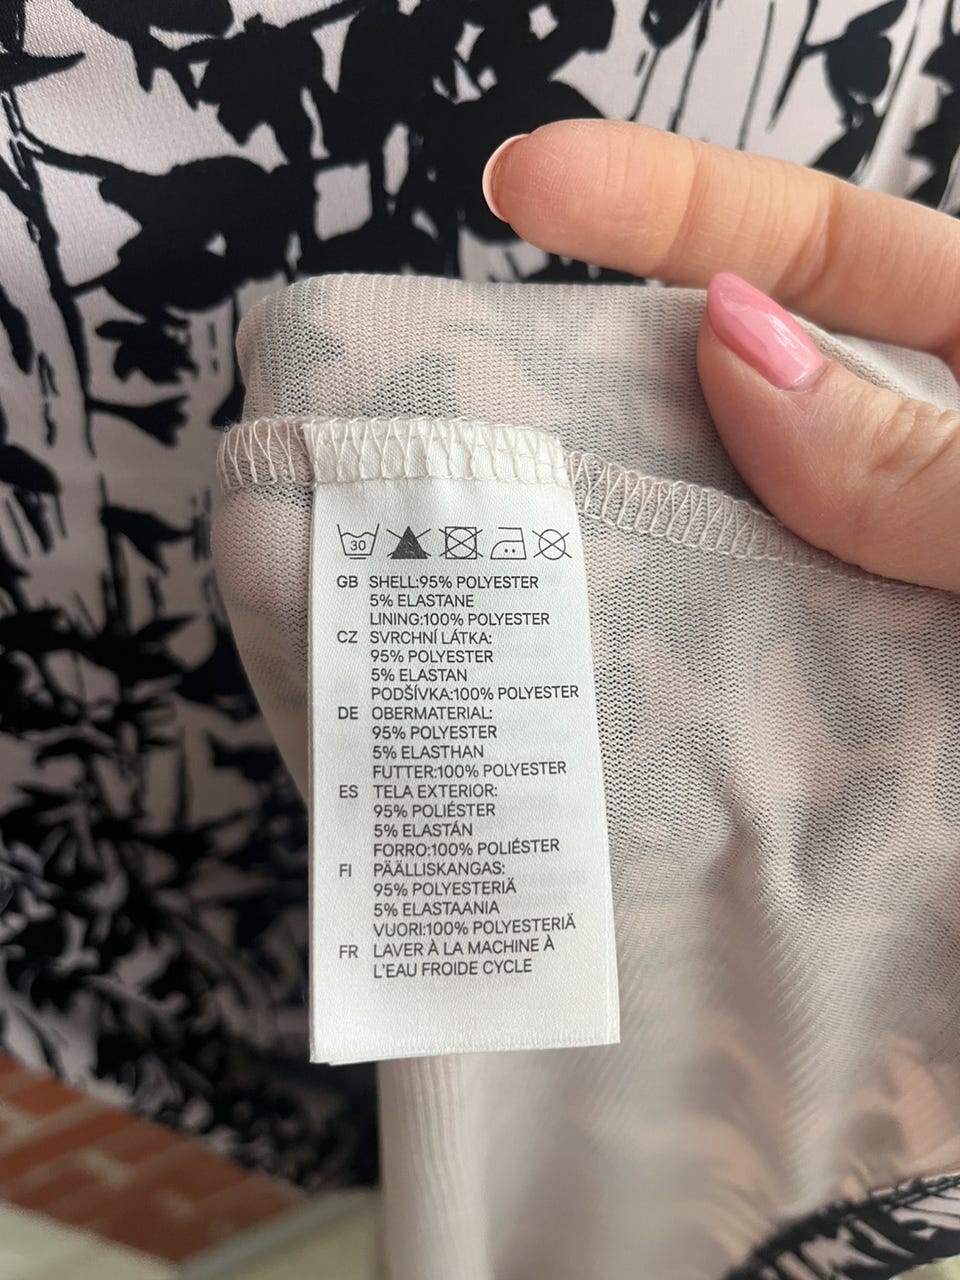 30
GB SHELL:95% POLYESTER
5% ELASTANE
LINING:100% POLYESTER
CZ SVRCHNÍ LÁTKA:
95% POLYESTER
5% ELASTAN
PODŠÍVKA:100% POLYESTER
DE OBERMATERIAL:
95% POLYESTER
5% ELASTHAN
FUTTER:100% POLYESTER
ES TELA EXTERIOR:
95% POLIÉSTER
5% ELASTÁN
FORRO:100% POLIÉSTER
FI PÄÄLLISKANGAS:
95% POLYESTERIÄ
5% ELASTAANIA
VUORI:100% POLYESTERIÄ
FR LAVER À LA MACHINE À
L'EAU FROIDE CYCLE